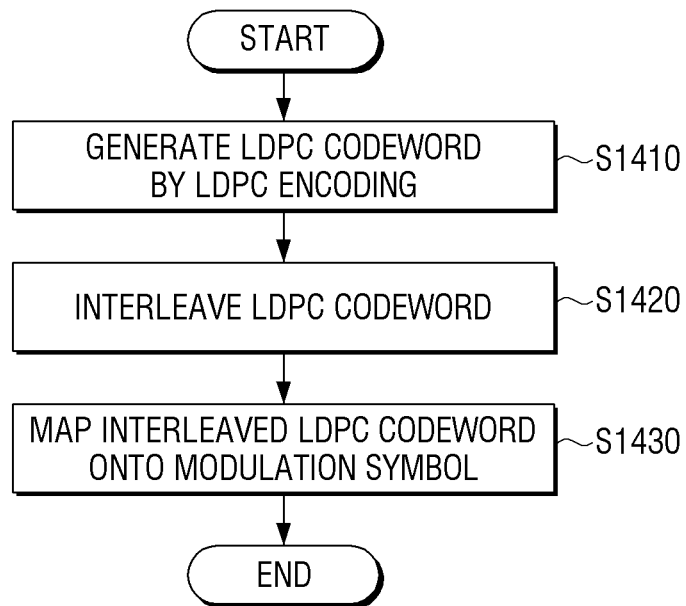 START
GENERATE LDPC CODEWORD
BY LDPC ENCODING
S1410
INTERLEAVE LDPC CODEWORD
S1420
MAP INTERLEAVED LDPC CODEWORD
ONTO MODULATION SYMBOL
S1430
END